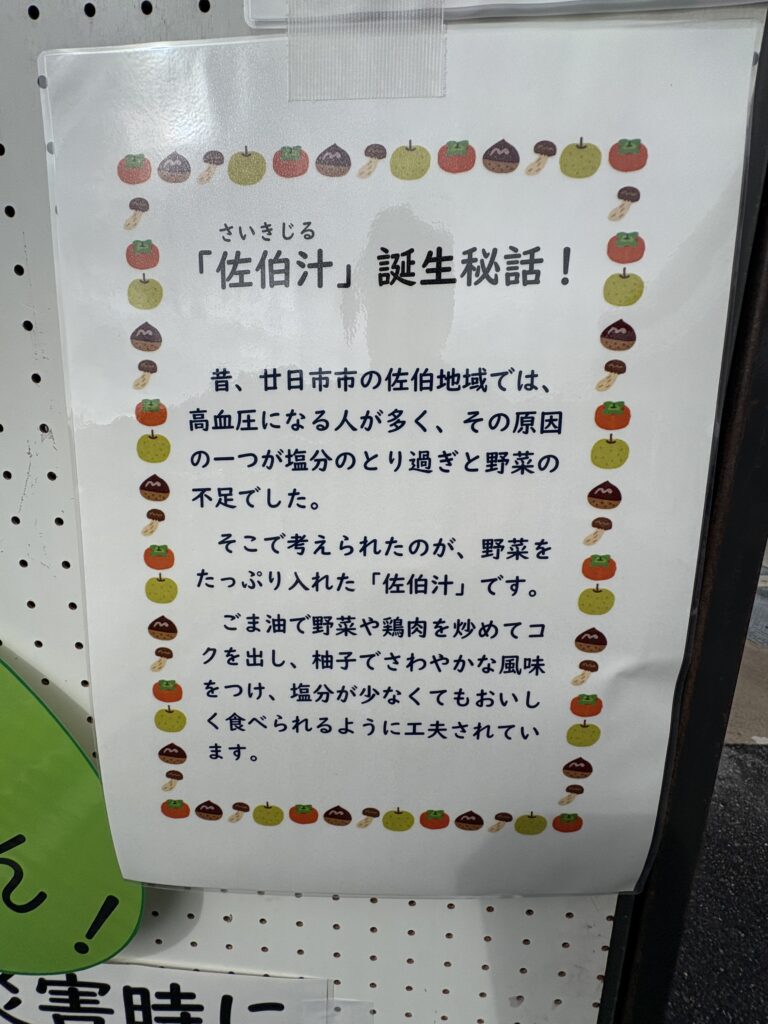 さいきじる
「佐伯汁」誕生秘話！
昔、廿日市市の佐伯地域では、
高血圧になる人が多く、その原因
の一つが塩分のとり過ぎと野菜の
不足でした。
そこで考えられたのが、野菜を
たっぷり入れた「佐伯汁」です。
ごま油で野菜や鶏肉を炒めてコ
クを出し、柚子でさわやかな風味
をつけ、塩分が少なくてもおいし
く食べられるように工夫されてい
ます。
ん！
災害時に